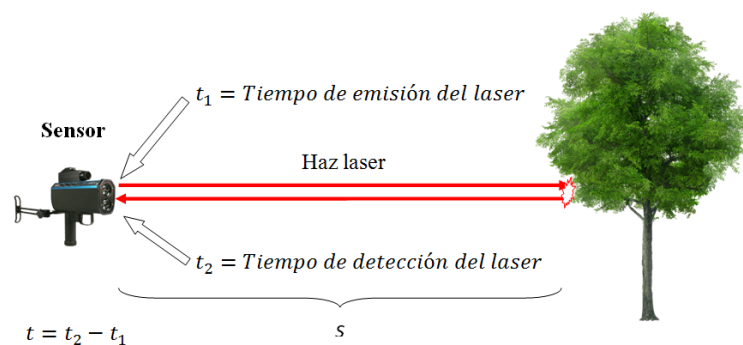 t₁ = Tiempo de emisión del laser
Sensor
Haz laser
t₂ = Tiempo de detección del laser
t = t₂ − t₁
s